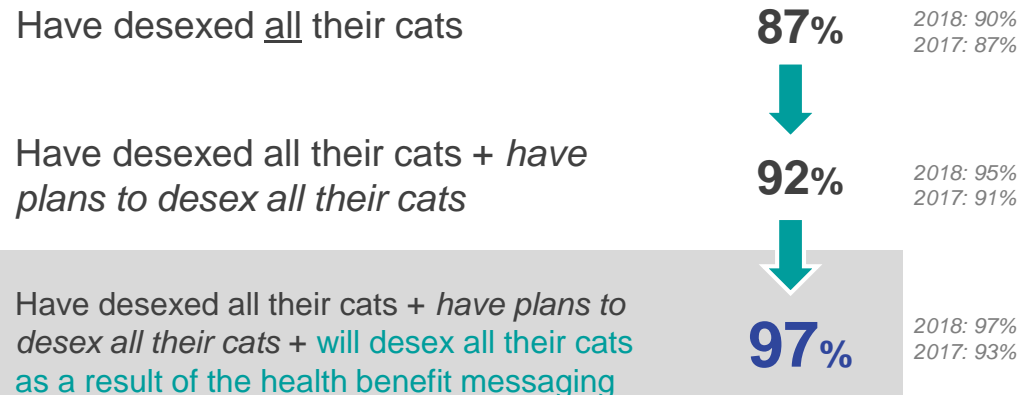 Have desexed all their cats
87%
2018: 90%
2017: 87%
Have desexed all their cats + have
plans to desex all their cats
92%
2018: 95%
2017: 91%
Have desexed all their cats + have plans to
desex all their cats + will desex all their cats
as a result of the health benefit messaging
97%
2018: 97%
2017: 93%